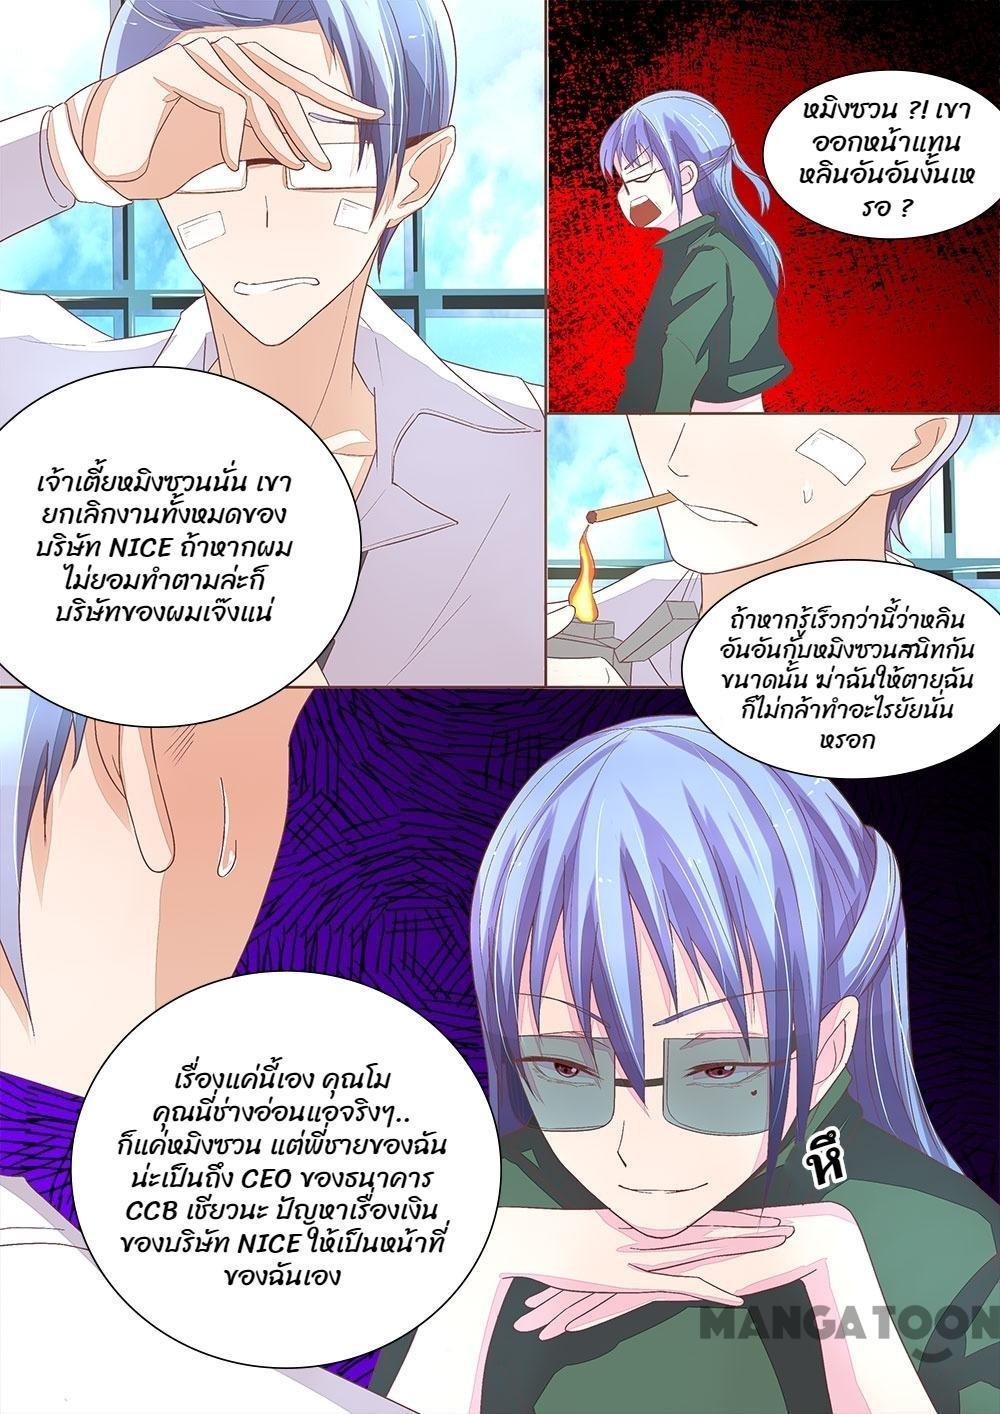 หมิงซวน ?! เขา
ออกหน้าแทน
หลินอันอันงั้นเห
รอ ?
เจ้าเตี้ยหมิงซวนนั่น เขา
ยกเลิกงานทั้งหมดของ
บริษัท NICE ถ้าหากผม
ไม่ยอมทำตามล่ะก็
บริษัทของผมเจ๊งแน่
ถ้าหากรู้เร็วกว่านี้ว่าหลิน
อันอันกับหมิงซวนสนิทกัน
ขนาดนั้น ฆ่าฉันให้ตายฉัน
ก็ไม่กล้าทำอะไรยัยนั่น
หรอก
เรื่องแค่นี้เอง คุณโม
คุณนี่ช่างอ่อนแอจริงๆ..
ก็แค่หมิงซวน แต่พี่ชายของฉัน
น่ะเป็นถึง CEO ของธนาคาร
CCB เชียวนะ ปัญหาเรื่องเงิน
ของบริษัท NICE ให้เป็นหน้าที่
ของฉันเอง
หึ
MANGATOON